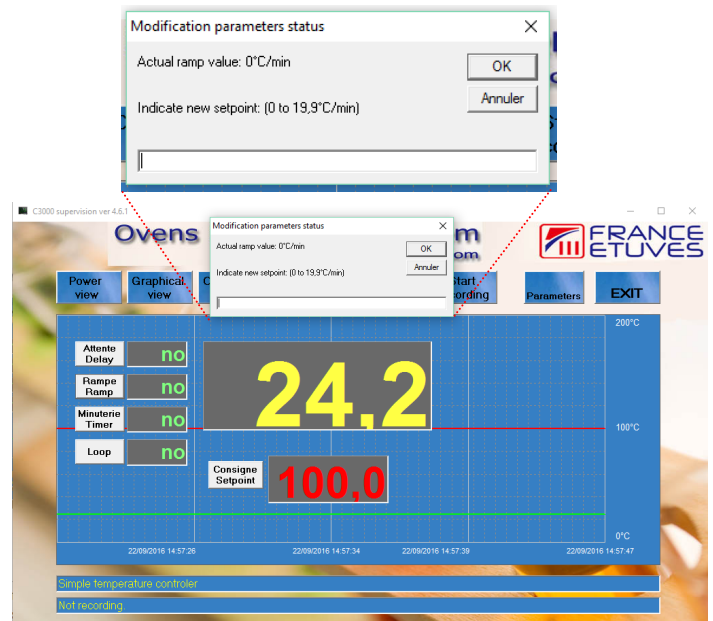 Modification parameters status
Actual ramp value: 0°C/min
OK
Indicate new setpoint: (0 to 19,9°C/min)
Annuler
C3000 supervision ver 4.6.1
Ovens
Modification parameters status
Actual ramp value: 0°C/min
OK
Indicate new setpoint: (0 to 19,9°C/min)
Annuler
m
om
FRANCE
ETUVES
Power
view
Graphical
view
Start
cording
Parameters
EXIT
200°C
Attente
Delay
no
24,2
Rampe
Ramp
no
Minuterie
Timer
no
100°C
Loop
no
Consigne
Setpoint
100,0
0°C
22/09/2016 14:57:26
22/09/2016 14:57:34
22/09/2016 14:57:39
22/09/2016 14:57:47
Simple temperature controler
Not recording